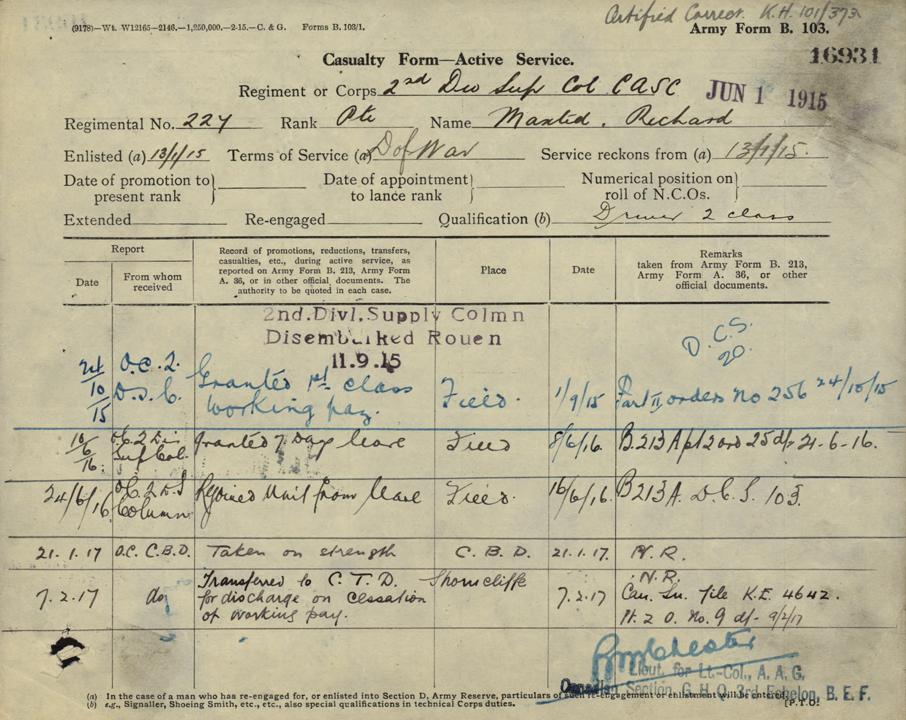 (9178)—Wt. W12165—2146.—1,250,000.—2-15.—C. & G. Forms B. 103/1.
Certified Correct. K.H. 101/373
Army Form B. 103.
16931
Casualty Form—Active Service.
Regiment or Corps 2nd Div Sup Col CASC JUN 1 1915
Regimental No. 227 Rank Pte Name Maxted. Richard
Enlisted (a) 13/1/15 Terms of Service (a) D of War Service reckons from (a) 13/1/15.
Date of promotion to present rank } Date of appointment to lance rank } Numerical position on roll of N.C.Os. }
Extended Re-engaged Qualification (b) Driver 2 class
Report
Date From whom received
Record of promotions, reductions, transfers, casualties, etc., during active service, as reported on Army Form B. 213, Army Form A. 36, or in other official documents. The authority to be quoted in each case.
Place
Date
Remarks taken from Army Form B. 213, Army Form A. 36, or other official documents.
2nd.Divl.Supply Colmn
Disembarked Rouen
11.9.15
D.C.S.
20.
24/10/15 O.C. 2. D.S.C. Granted 1st class working pay. Field. 1/9/15 Part II orders No 256 24/10/15
10/6/16. O.C. 2 Div Sup Col. Granted 7 Days leave Field 8/6/16. B.213 Apl 2 ord 25 d/- 21-6-16.
24/6/16 O.C. 2 D.S Column Rejoined Unit from leave Field. 16/6/16. B213A. D.C.S. 103.
21.1.17 O.C. C.B.D. Taken on strength C.B.D. 21.1.17. N.R.
7.2.17 do Transferred to C.T.D. Shorncliffe for discharge on cessation of working pay. 7.2.17 N.R. Can. Sn. file K.E 4642. Pt. 2 O. No. 9 d/- 9/2/17
Lieut for Lt-Col, A.A.G.
Canadian Section G.H.Q. 3rd Echelon, B.E.F.
(a) In the case of a man who has re-engaged for, or enlisted into Section D, Army Reserve, particulars of such re-engagement or enlistment will be entered.
(b) e.g., Signaller, Shoeing Smith, etc., etc., also special qualifications in technical Corps duties.
[P.T.O.